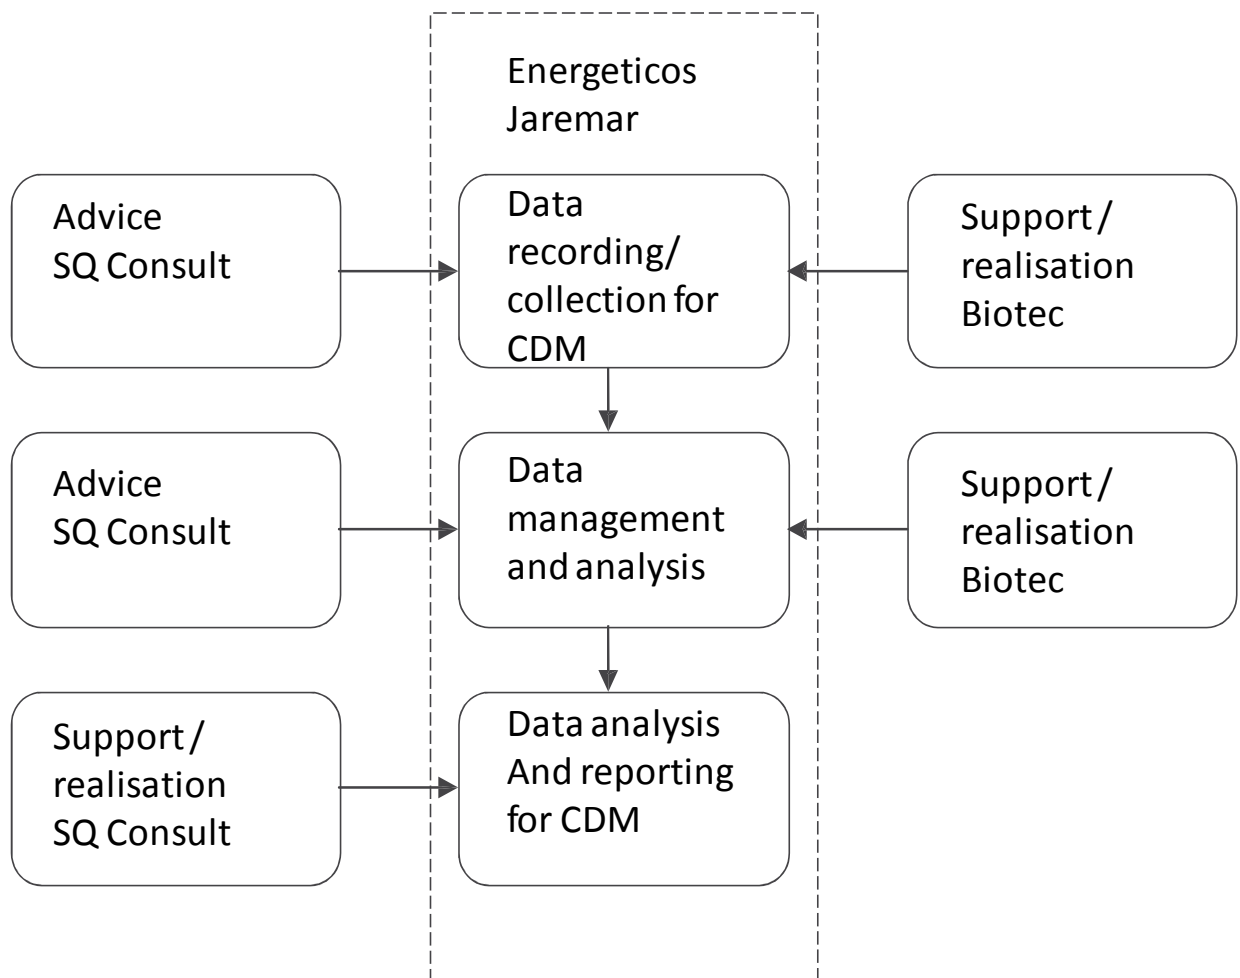 Energeticos
Jaremar
Advice
SQ Consult
Data
recording/
collection for
CDM
Support /
realisation
Biotec
Advice
SQ Consult
Data
management
and analysis
Support /
realisation
Biotec
Support /
realisation
SQ Consult
Data analysis
And reporting
for CDM